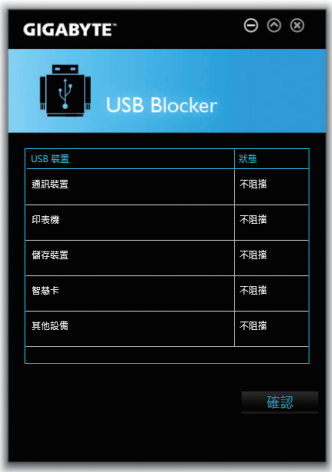 GIGABYTE™
USB Blocker
USB 裝置 狀態
通訊裝置 不阻擋
印表機 不阻擋
儲存裝置 不阻擋
智慧卡 不阻擋
其他設備 不阻擋
確認